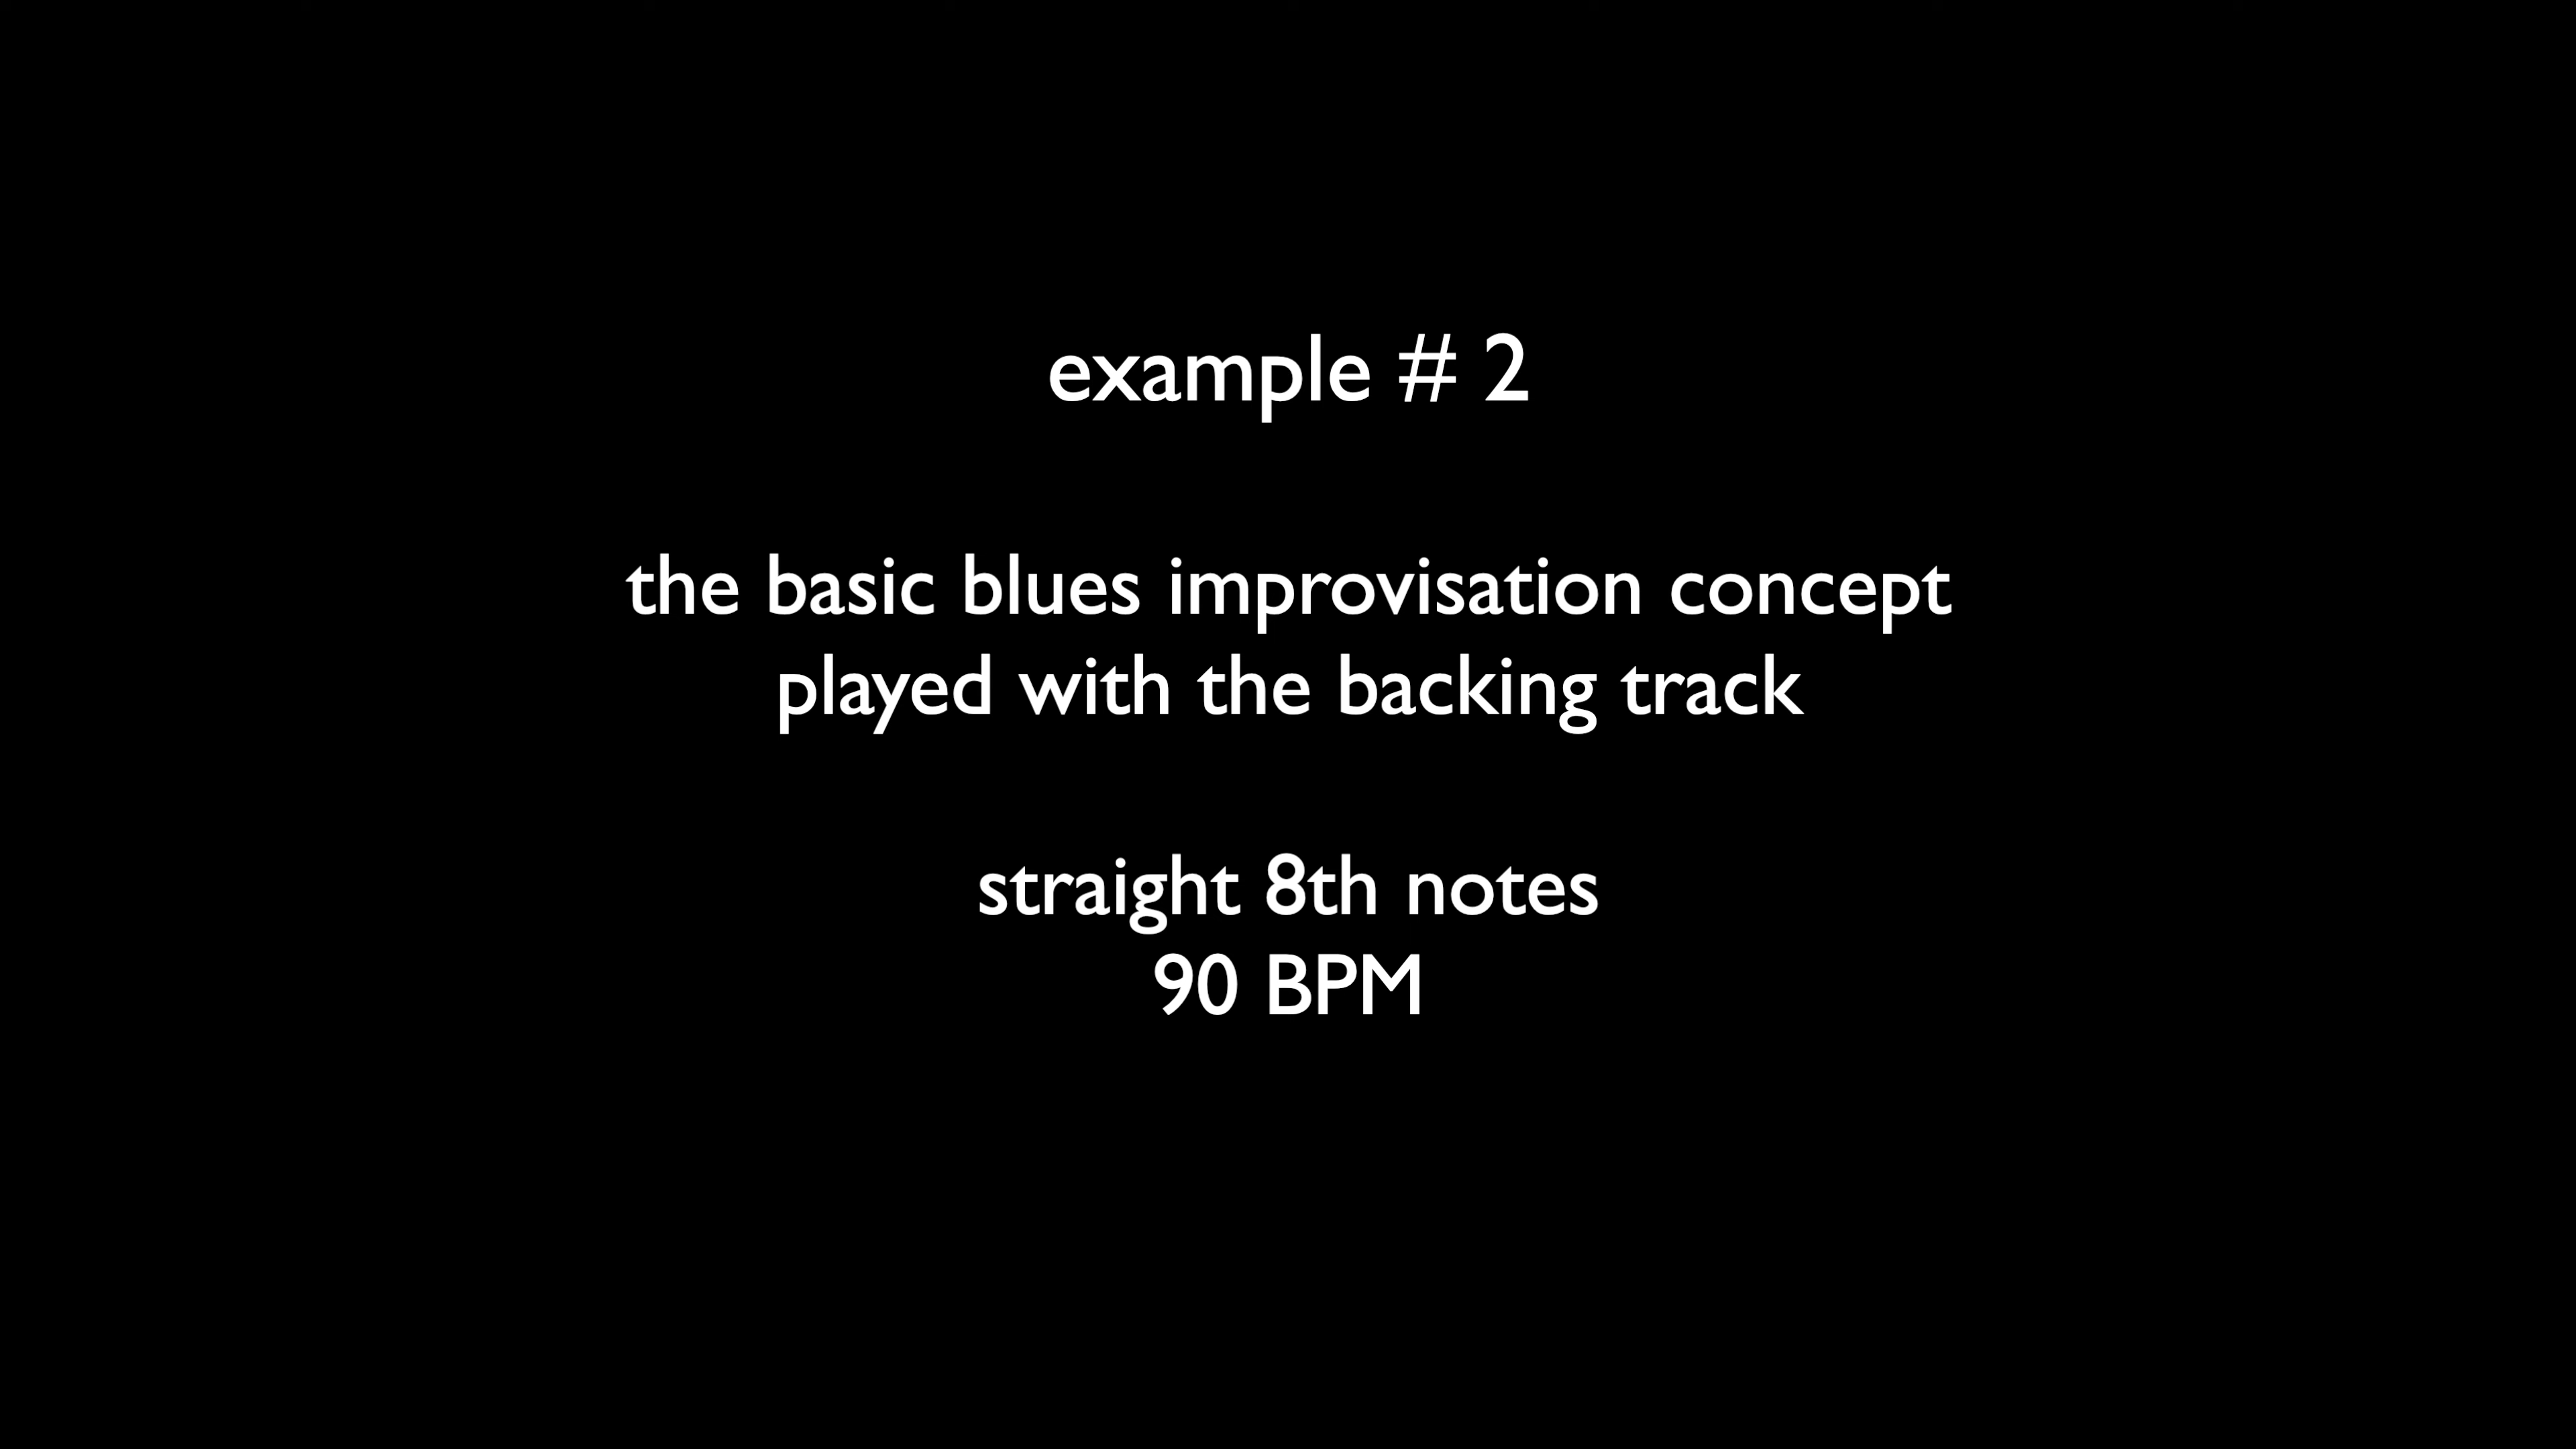 example # 2
the basic blues improvisation concept
played with the backing track
straight 8th notes
90 BPM